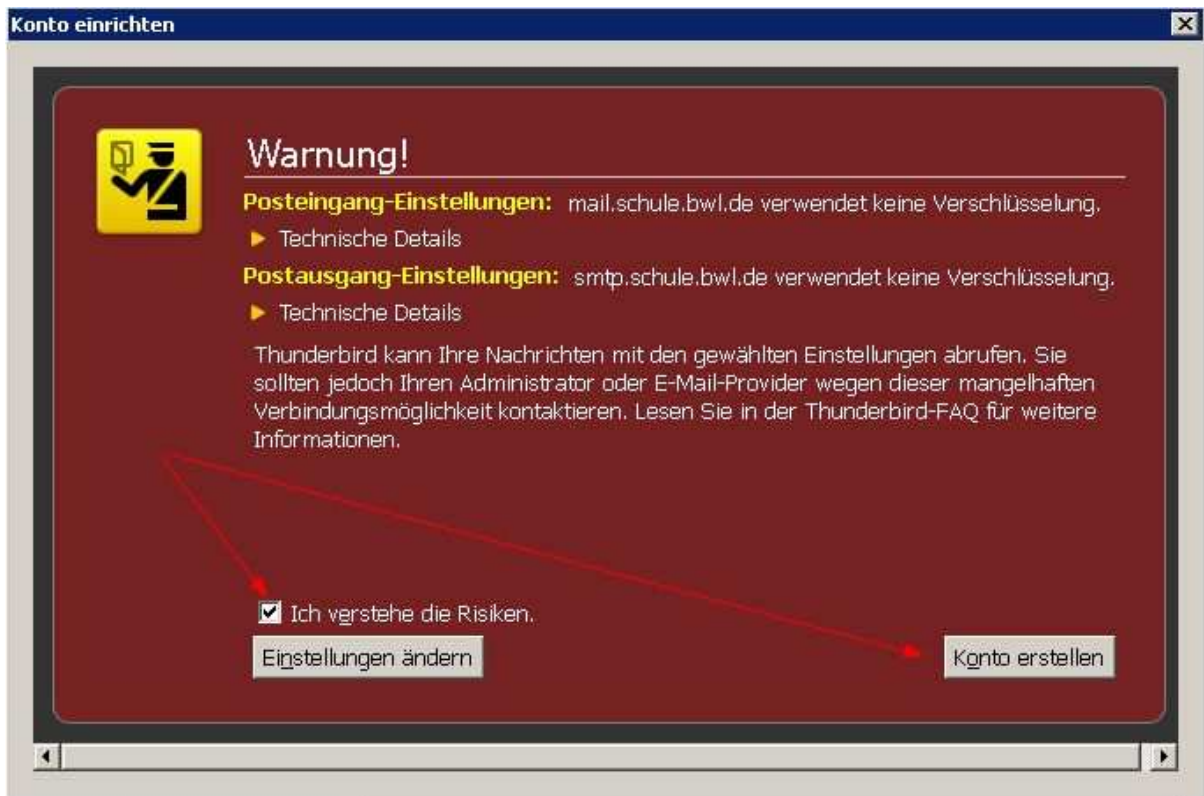 Konto einrichten
Warnung!
Posteingang-Einstellungen: mail.schule.bwl.de verwendet keine Verschlüsselung.
Technische Details
Postausgang-Einstellungen: smtp.schule.bwl.de verwendet keine Verschlüsselung.
Technische Details
Thunderbird kann Ihre Nachrichten mit den gewählten Einstellungen abrufen. Sie
sollten jedoch Ihren Administrator oder E-Mail-Provider wegen dieser mangelhaften
Verbindungsmöglichkeit kontaktieren. Lesen Sie in der Thunderbird-FAQ für weitere
Informationen.
Ich verstehe die Risiken.
Einstellungen ändern
Konto erstellen